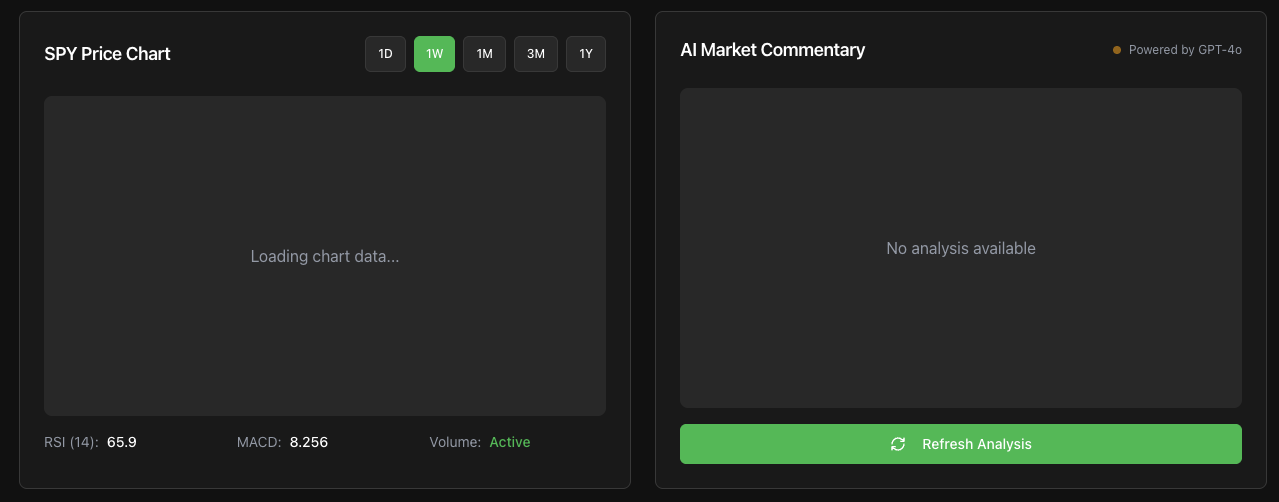 SPY Price Chart
1D 1W 1M 3M 1Y
Loading chart data...
RSI (14): 65.9 MACD: 8.256 Volume: Active
AI Market Commentary
Powered by GPT-4o
No analysis available
Refresh Analysis